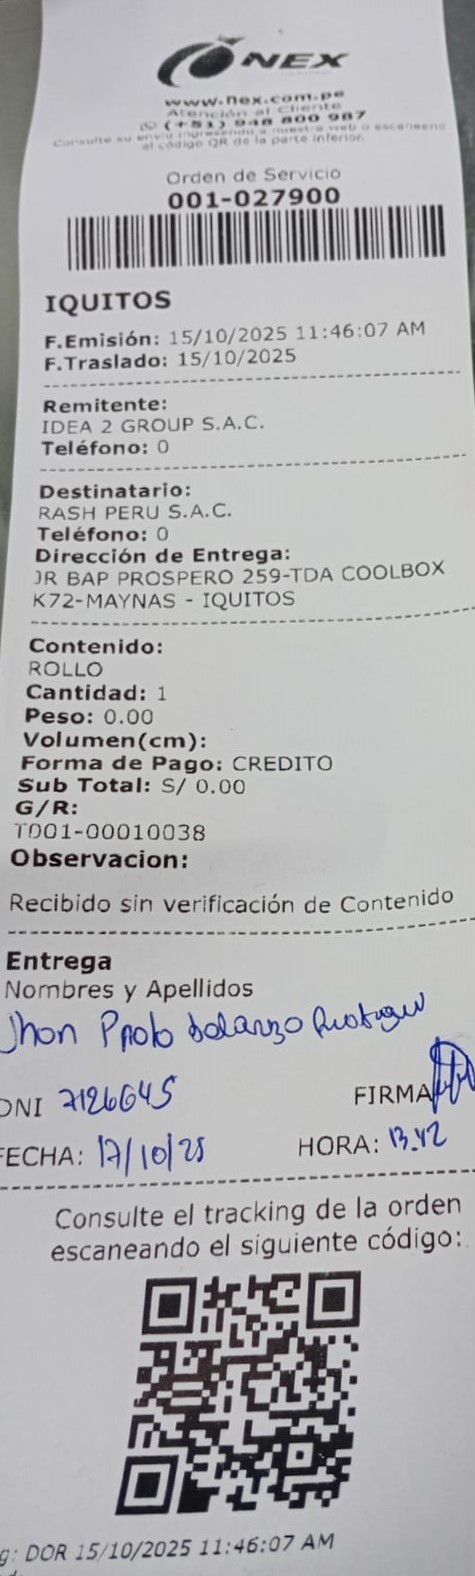 NEX
www.nex.com.pe
Atención al Cliente
(+51) 948 800 987
Consulte su envío ingresando a nuestra web o escaneando
al código QR de la parte inferior.
Orden de Servicio
001-027900
IQUITOS
F.Emisión: 15/10/2025 11:46:07 AM
F.Traslado: 15/10/2025
Remitente:
IDEA 2 GROUP S.A.C.
Teléfono: 0
Destinatario:
RASH PERU S.A.C.
Teléfono: 0
Dirección de Entrega:
JR BAP PROSPERO 259-TDA COOLBOX
K72-MAYNAS - IQUITOS
Contenido:
ROLLO
Cantidad: 1
Peso: 0.00
Volumen(cm):
Forma de Pago: CREDITO
Sub Total: S/ 0.00
G/R:
T001-00010038
Observacion:
Recibido sin verificación de Contenido
Entrega
Nombres y Apellidos
Jhon Paolo
DNI 7126645 FIRMA
FECHA: 17/10/25 HORA: 13.42
Consulte el tracking de la orden
escaneando el siguiente código:
g: DOR 15/10/2025 11:46:07 AM